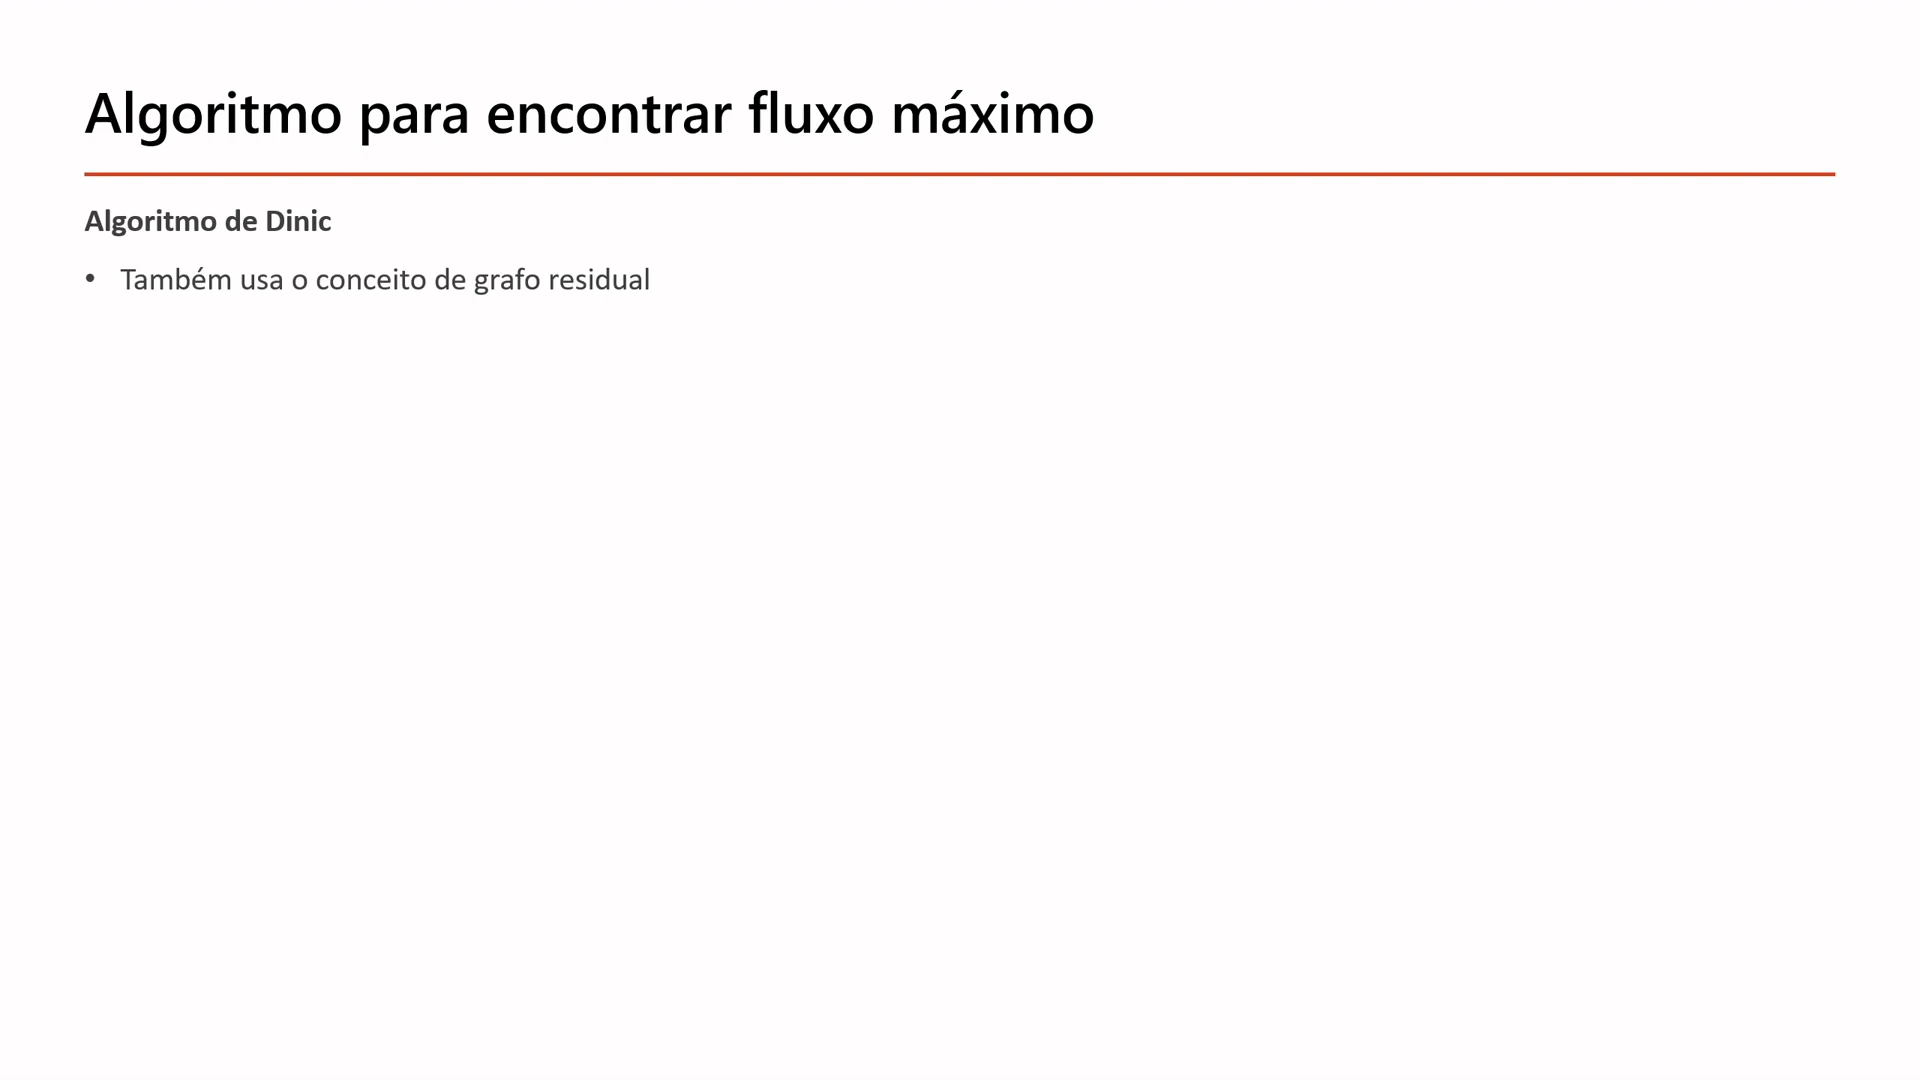 Algoritmo para encontrar fluxo máximo
Algoritmo de Dinic
• Também usa o conceito de grafo residual